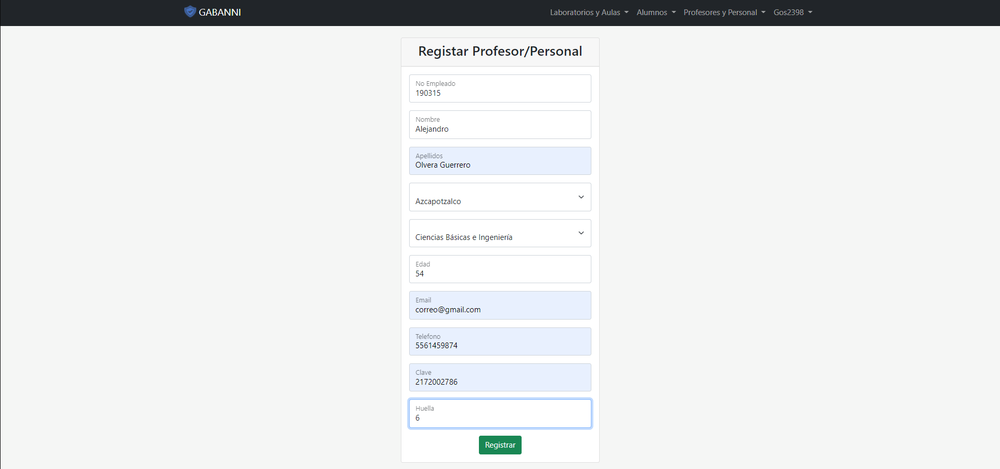 GABANNI
Laboratorios y Aulas Alumnos Profesores y Personal Gos2398
Registar Profesor/Personal
No Empleado
190315
Nombre
Alejandro
Apellidos
Olvera Guerrero
Azcapotzalco
Ciencias Básicas e Ingeniería
Edad
54
Email
correo@gmail.com
Telefono
5561459874
Clave
2172002786
Huella
6
Registrar